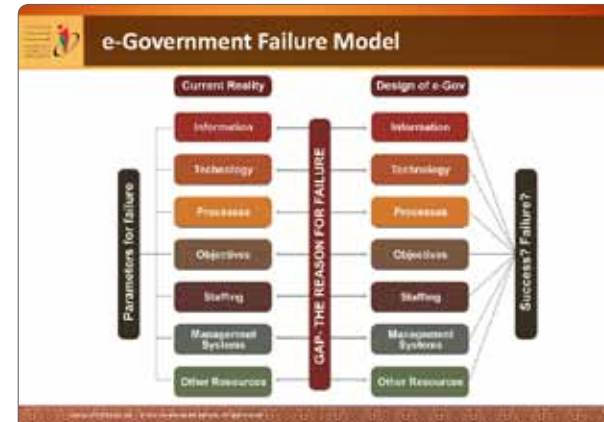 e-Government Failure Model
Current Reality
Design of e-Gov
Parameters for failure
Information
Technology
Processes
Objectives
Staffing
Management
Systems
Other Resources
GAP- THE REASON FOR FAILURE
Information
Technology
Processes
Objectives
Staffing
Management
Systems
Other Resources
Success? Failure?